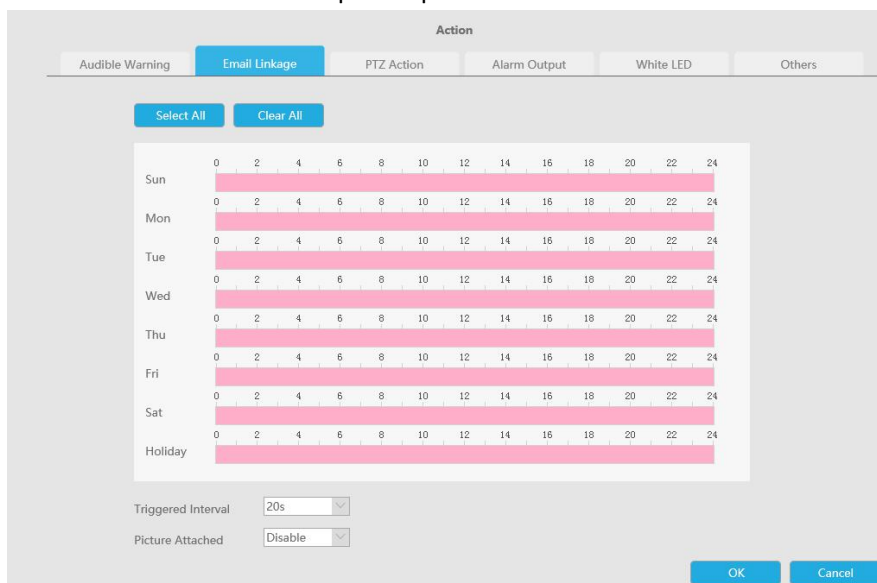 Action
Audible Warning Email Linkage PTZ Action Alarm Output White LED Others
Select All Clear All
0 2 4 6 8 10 12 14 16 18 20 22 24
Sun
0 2 4 6 8 10 12 14 16 18 20 22 24
Mon
0 2 4 6 8 10 12 14 16 18 20 22 24
Tue
0 2 4 6 8 10 12 14 16 18 20 22 24
Wed
0 2 4 6 8 10 12 14 16 18 20 22 24
Thu
0 2 4 6 8 10 12 14 16 18 20 22 24
Fri
0 2 4 6 8 10 12 14 16 18 20 22 24
Sat
0 2 4 6 8 10 12 14 16 18 20 22 24
Holiday
Triggered Interval 20s
Picture Attached Disable
OK Cancel